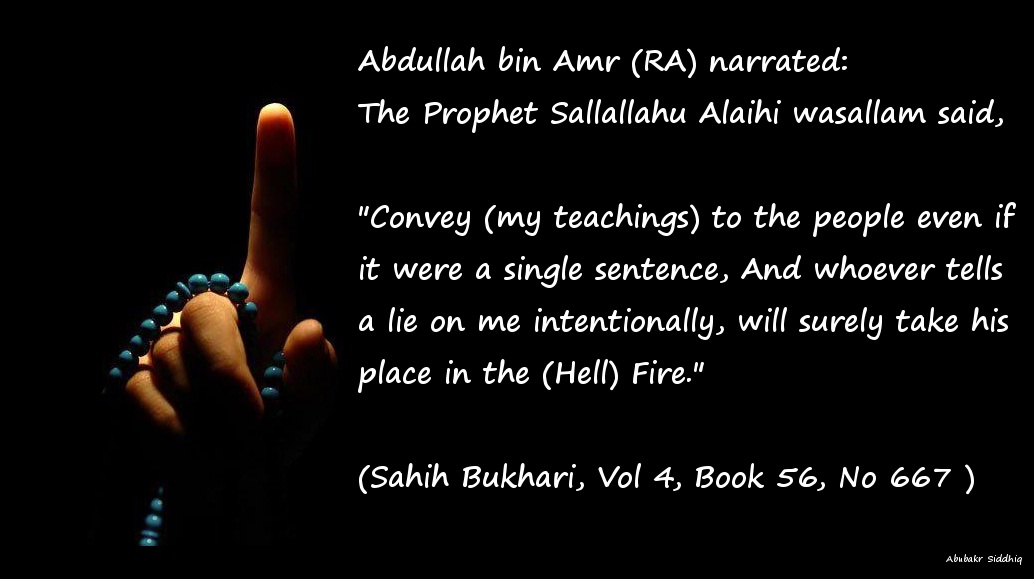 Abdullah bin Amr (RA) narrated:
The Prophet Sallallahu Alaihi wasallam said,
"Convey (my teachings) to the people even if
it were a single sentence, And whoever tells
a lie on me intentionally, will surely take his
place in the (Hell) Fire."
(Sahih Bukhari, Vol 4, Book 56, No 667 )
Abubakr Siddhiq